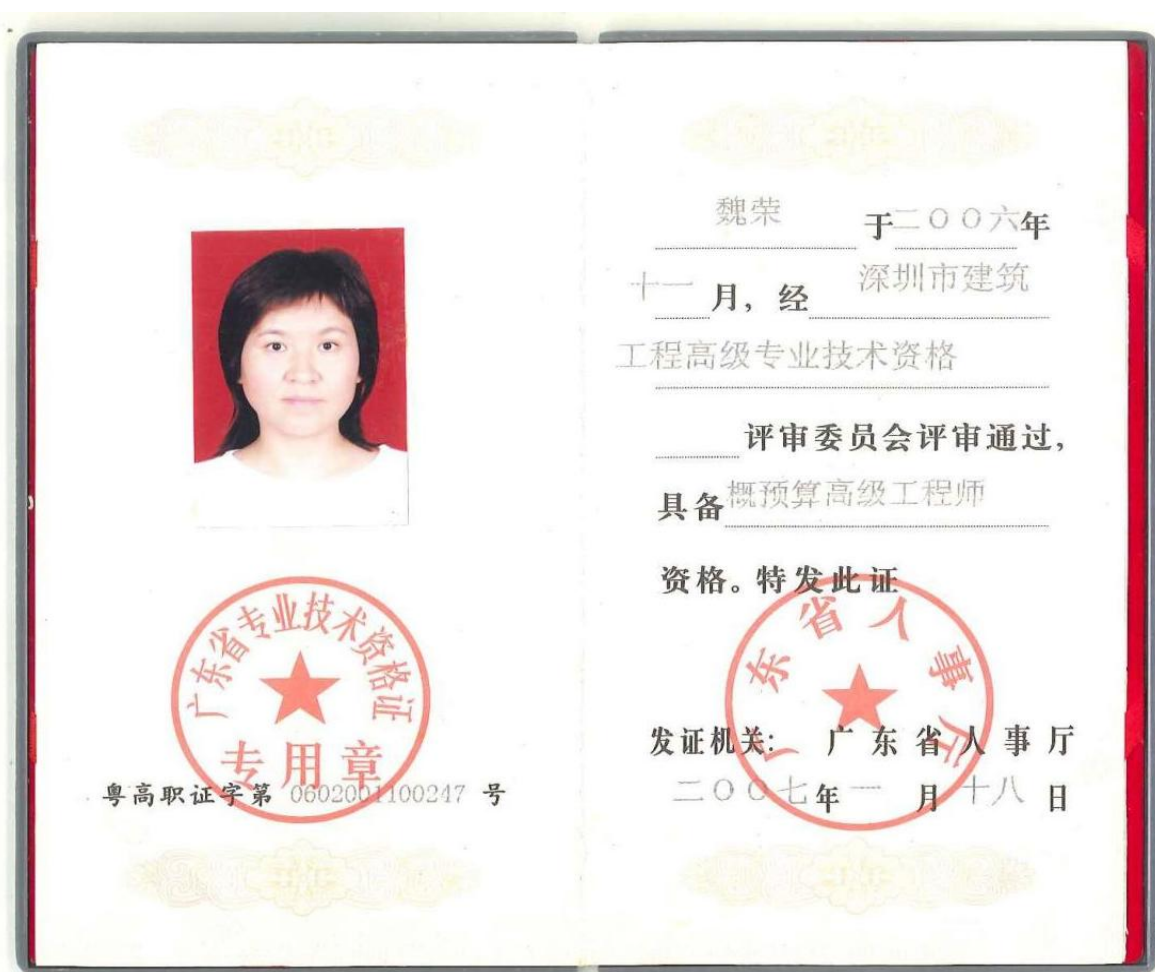 广东省专业技术资格证
专用章
粤高职证字第 0602001100247 号
魏荣 于二〇〇六年
十一月，经 深圳市建筑
工程高级专业技术资格
评审委员会评审通过，
具备概预算高级工程师
资格。特发此证
广东省人事厅
发证机关： 广东省人事厅
二〇〇七年一月十八日